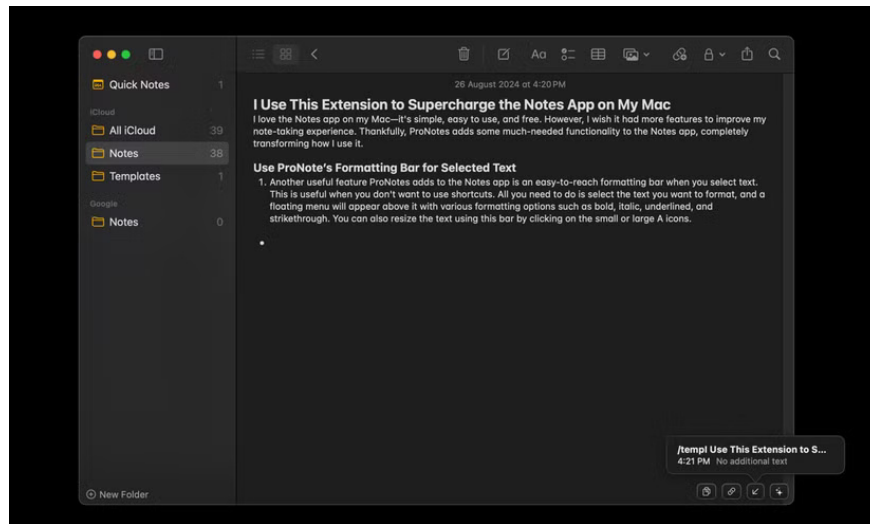 Quick Notes 1
iCloud
All iCloud 39
Notes 38
Templates 1
Google
Notes 0
New Folder
Aa
26 August 2024 at 4:20 PM
I Use This Extension to Supercharge the Notes App on My Mac
I love the Notes app on my Mac—it's simple, easy to use, and free. However, I wish it had more features to improve my
note-taking experience. Thankfully, ProNotes adds some much-needed functionality to the Notes app, completely
transforming how I use it.
Use ProNote's Formatting Bar for Selected Text
1. Another useful feature ProNotes adds to the Notes app is an easy-to-reach formatting bar when you select text.
This is useful when you don't want to use shortcuts. All you need to do is select the text you want to format, and a
floating menu will appear above it with various formatting options such as bold, italic, underlined, and
strikethrough. You can also resize the text using this bar by clicking on the small or large A icons.
•
/templ Use This Extension to S...
4:21 PM No additional text